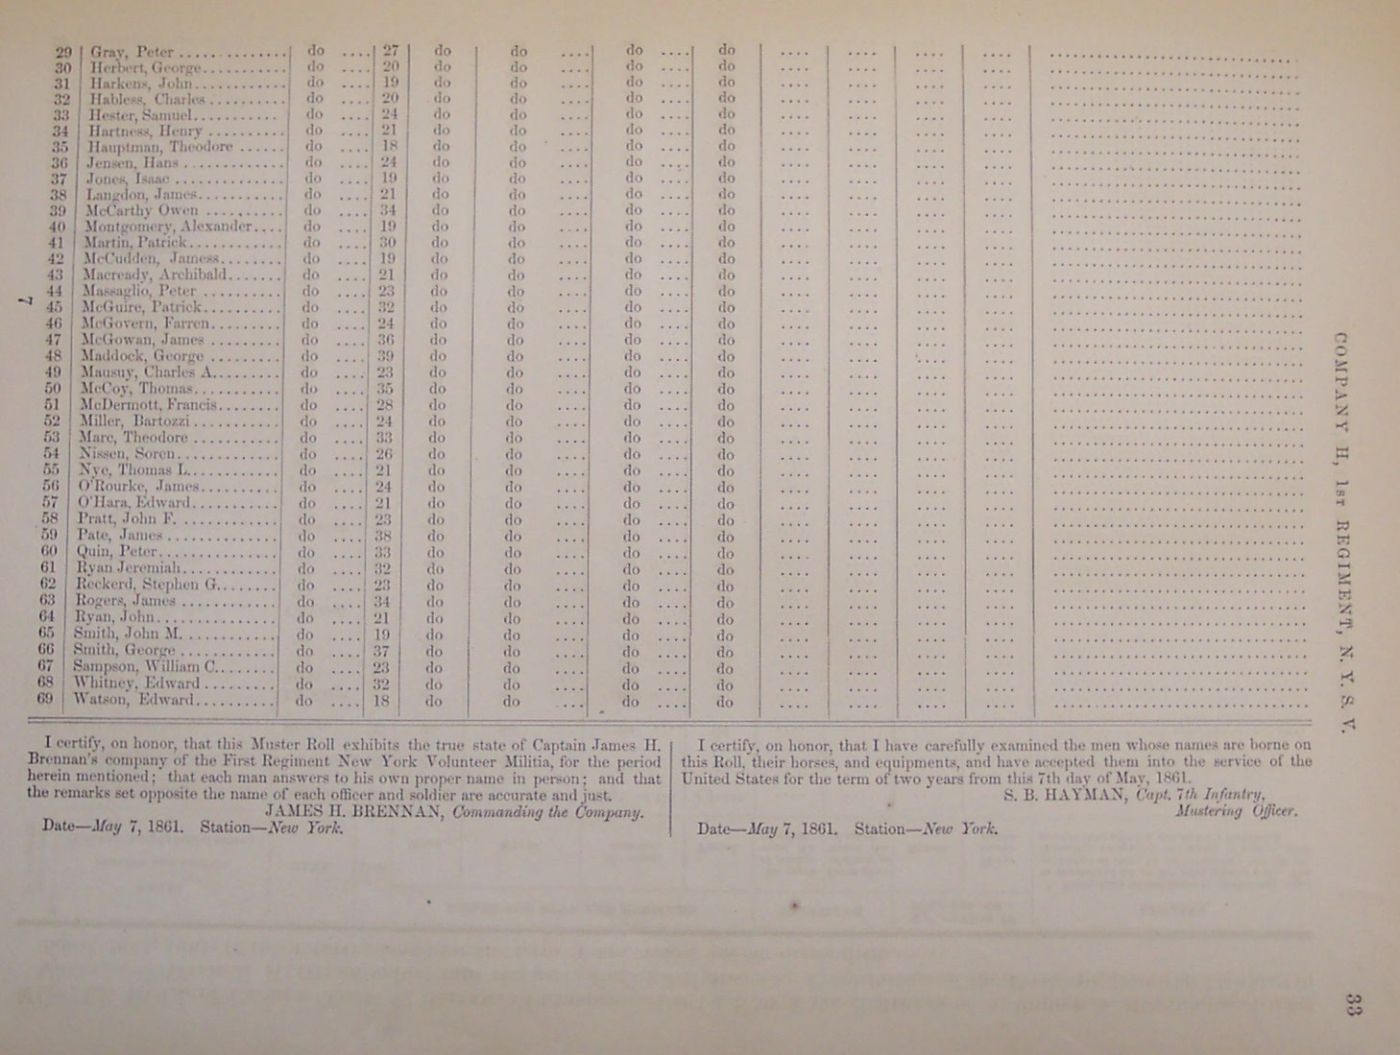 29 Gray, Peter .............. do .... 27 do do .... do .... do .... .... .... .... ....................
30 Herbert, George........... do .... 20 do do .... do .... do .... .... .... .... ....................
31 Harkens, John............ do .... 19 do do .... do .... do .... .... .... .... ....................
32 Habless, Charles .......... do .... 20 do do .... do .... do .... .... .... .... ....................
33 Hester, Samuel........... do .... 24 do do .... do .... do .... .... .... .... ....................
34 Hartness, Henry .......... do .... 21 do do .... do .... do .... .... .... .... ....................
35 Hauptman, Theodore ...... do .... 18 do do .... do .... do .... .... .... .... ....................
36 Jensen, Hans ............. do .... 24 do do .... do .... do .... .... .... .... ....................
37 Jones, Isaac .............. do .... 19 do do .... do .... do .... .... .... .... ....................
38 Langdon, James........... do .... 21 do do .... do .... do .... .... .... .... ....................
39 McCarthy Owen .......... do .... 34 do do .... do .... do .... .... .... .... ....................
40 Montgomery, Alexander.... do .... 19 do do .... do .... do .... .... .... .... ....................
41 Martin, Patrick............ do .... 30 do do .... do .... do .... .... .... .... ....................
42 McCudden, Jamess........ do .... 19 do do .... do .... do .... .... .... .... ....................
43 Macready, Archibald....... do .... 21 do do .... do .... do .... .... .... .... ....................
44 Massaglio, Peter .......... do .... 23 do do .... do .... do .... .... .... .... ....................
7
45 McGuire, Patrick.......... do .... 32 do do .... do .... do .... .... .... .... ....................
46 McGovern, Farren......... do .... 24 do do .... do .... do .... .... .... .... ....................
47 McGowan, James ......... do .... 36 do do .... do .... do .... .... .... .... ....................
48 Maddock, George ......... do .... 39 do do .... do .... do .... .... .... .... ....................
49 Mausuy, Charles A........ do .... 23 do do .... do .... do .... .... .... .... ....................
50 McCoy, Thomas........... do .... 35 do do .... do .... do .... .... .... .... ....................
51 McDermott, Francis........ do .... 28 do do .... do .... do .... .... .... .... ....................
52 Miller, Bartozzi ........... do .... 24 do do .... do .... do .... .... .... .... ....................
53 Marc, Theodore ........... do .... 33 do do .... do .... do .... .... .... .... ....................
54 Nissen, Soren............. do .... 26 do do .... do .... do .... .... .... .... ....................
55 Nye, Thomas L........... do .... 21 do do .... do .... do .... .... .... .... ....................
56 O'Rourke, James.......... do .... 24 do do .... do .... do .... .... .... .... ....................
57 O'Hara, Edward........... do .... 21 do do .... do .... do .... .... .... .... ....................
58 Pratt, John F. ............ do .... 23 do do .... do .... do .... .... .... .... ....................
59 Pate, James .............. do .... 38 do do .... do .... do .... .... .... .... ....................
60 Quin, Peter............... do .... 33 do do .... do .... do .... .... .... .... ....................
61 Ryan Jeremiah............ do .... 32 do do .... do .... do .... .... .... .... ....................
62 Reckerd, Stephen G....... do .... 23 do do .... do .... do .... .... .... .... ....................
63 Rogers, James ............ do .... 34 do do .... do .... do .... .... .... .... ....................
64 Ryan, John............... do .... 21 do do .... do .... do .... .... .... .... ....................
65 Smith, John M. ........... do .... 19 do do .... do .... do .... .... .... .... ....................
66 Smith, George ............ do .... 37 do do .... do .... do .... .... .... .... ....................
67 Sampson, William C....... do .... 23 do do .... do .... do .... .... .... .... ....................
68 Whitney, Edward ......... do .... 32 do do .... do .... do .... .... .... .... ....................
69 Watson, Edward.......... do .... 18 do do .... do .... do .... .... .... .... ....................
I certify, on honor, that this Muster Roll exhibits the true state of Captain James H.
Brennan's company of the First Regiment New York Volunteer Militia, for the period
herein mentioned; that each man answers to his own proper name in person; and that
the remarks set opposite the name of each officer and soldier are accurate and just.
JAMES H. BRENNAN, Commanding the Company.
Date—May 7, 1861. Station—New York.
I certify, on honor, that I have carefully examined the men whose names are borne on
this Roll, their horses, and equipments, and have accepted them into the service of the
United States for the term of two years from this 7th day of May, 1861.
S. B. HAYMAN, Capt. 7th Infantry,
Mustering Officer.
Date—May 7, 1861. Station—New York.
COMPANY H, 1ST REGIMENT, N. Y. S. V.
33